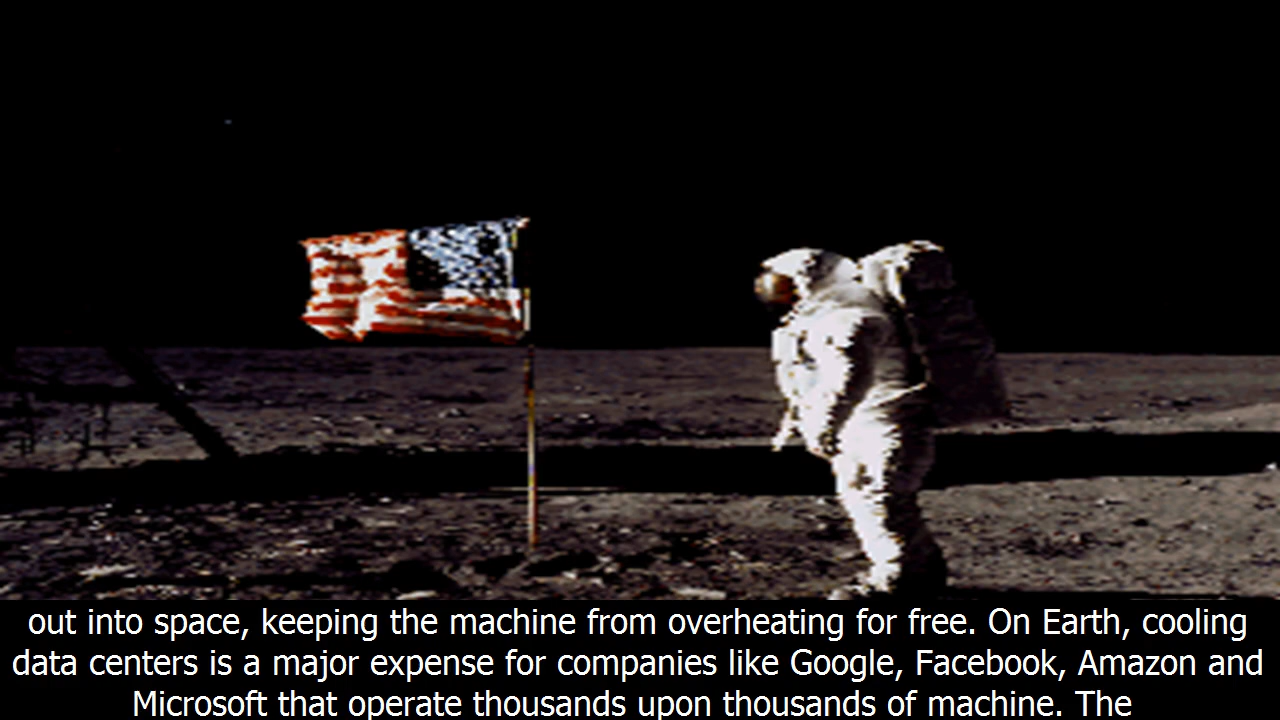 out into space, keeping the machine from overheating for free. On Earth, cooling
data centers is a major expense for companies like Google, Facebook, Amazon and
Microsoft that operate thousands upon thousands of machine. The